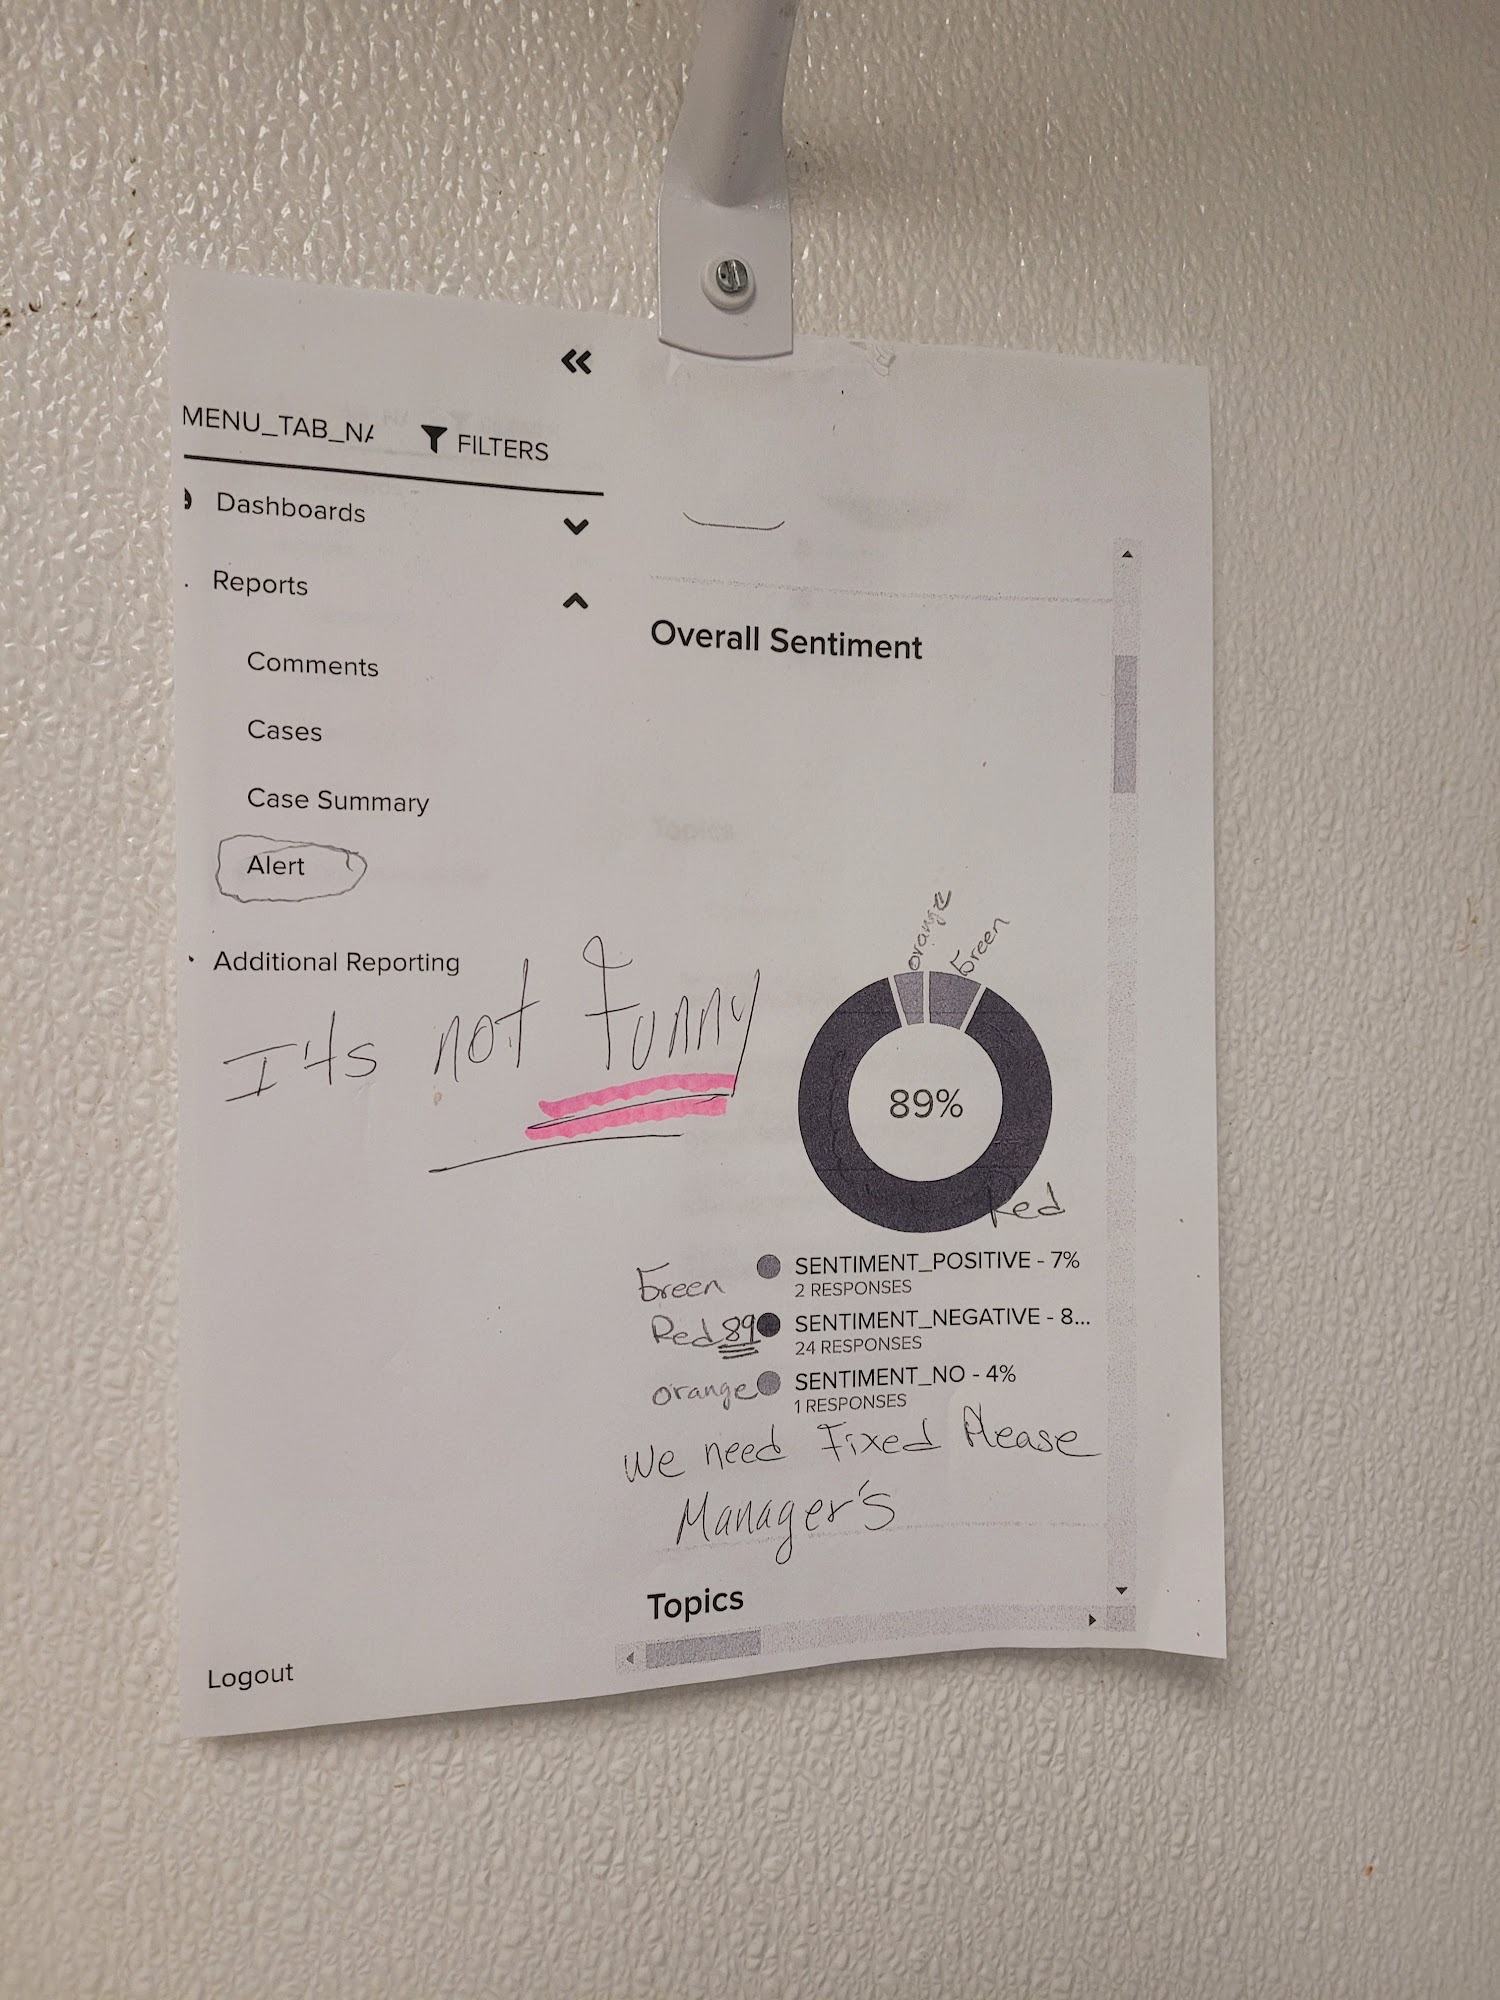 MENU_TAB_NA
FILTERS
Dashboards
Reports
Comments
Cases
Case Summary
Alert
Additional Reporting
It's not Funny
Logout
Overall Sentiment
orange
Green
89%
Red
Green
SENTIMENT_POSITIVE - 7%
2 RESPONSES
Red 89
SENTIMENT_NEGATIVE - 8...
24 RESPONSES
orange
SENTIMENT_NO - 4%
1 RESPONSES
We need Fixed Please
Manager's
Topics